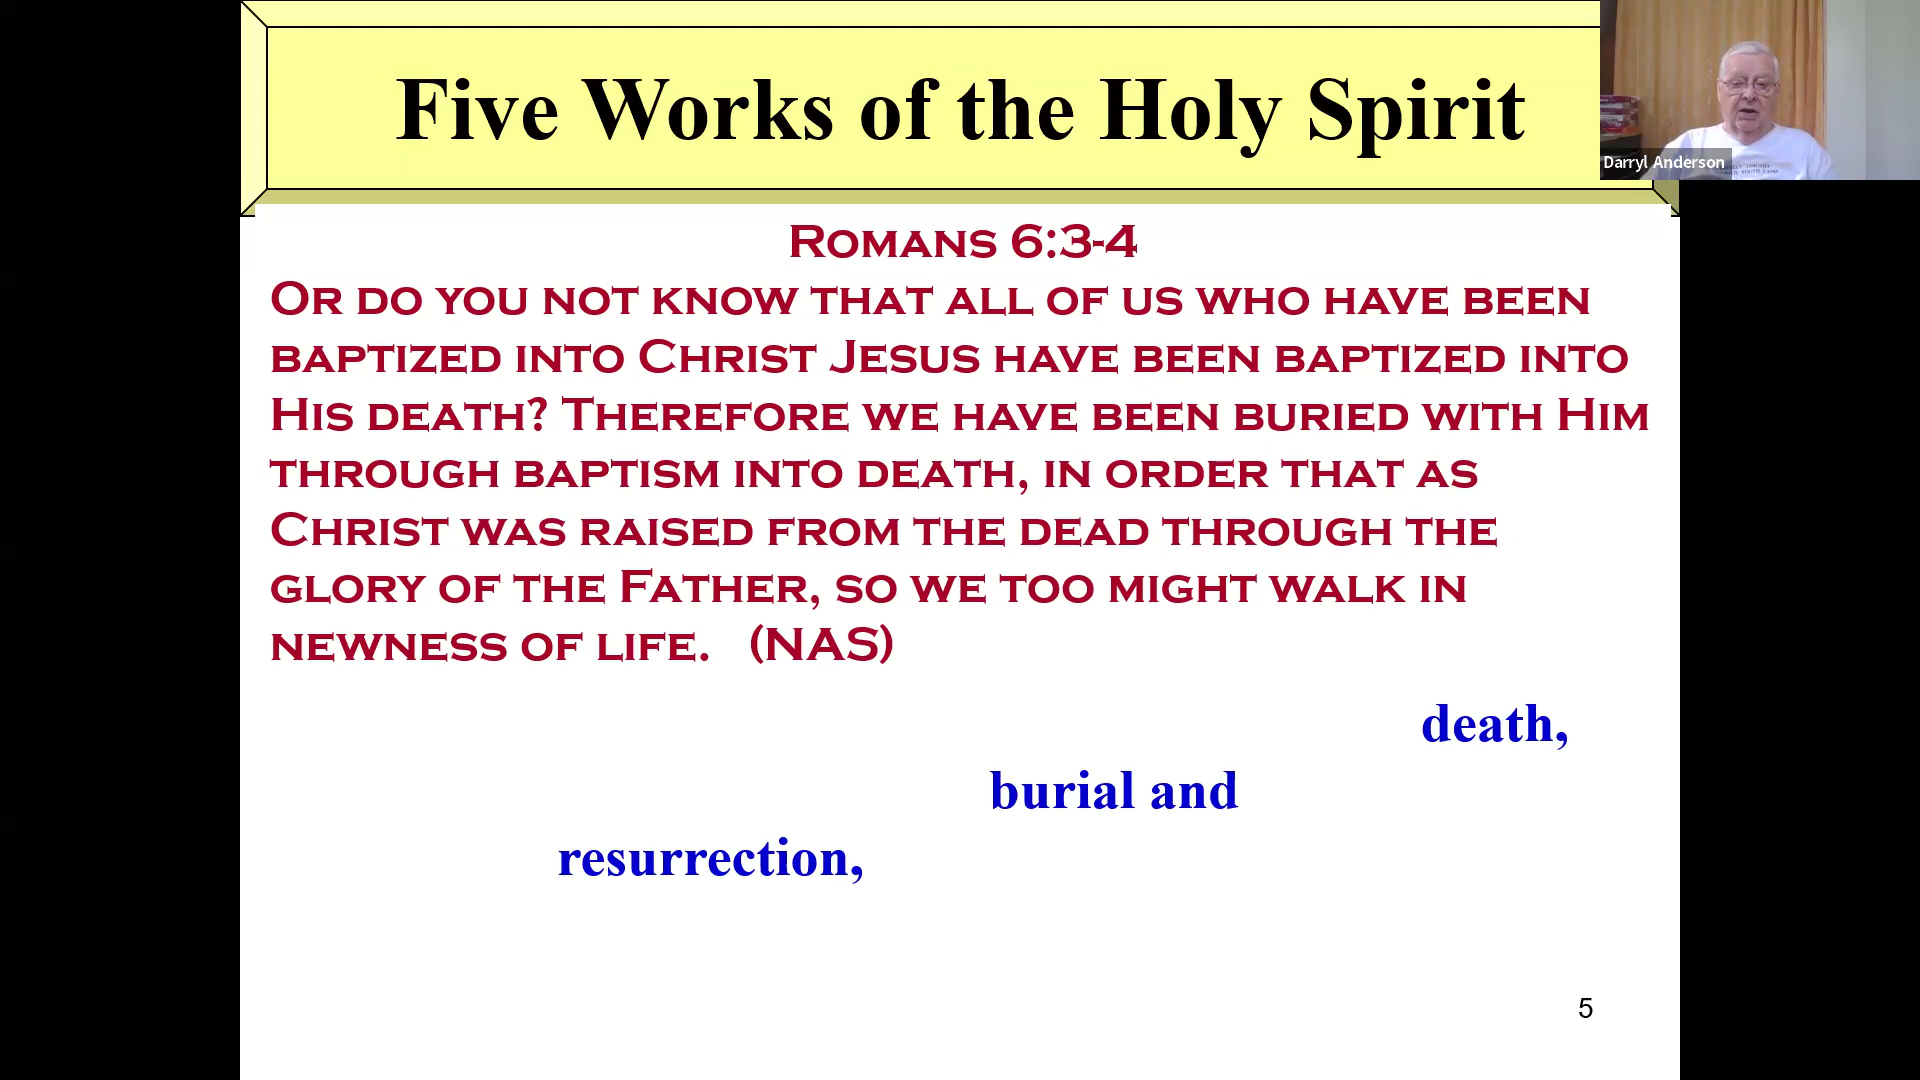 Five Works of the Holy Spirit
Darryl Anderson
Romans 6:3-4
Or do you not know that all of us who have been
baptized into Christ Jesus have been baptized into
His death? Therefore we have been buried with Him
through baptism into death, in order that as
Christ was raised from the dead through the
glory of the Father, so we too might walk in
newness of life. (NAS)
death,
burial and
resurrection,
5